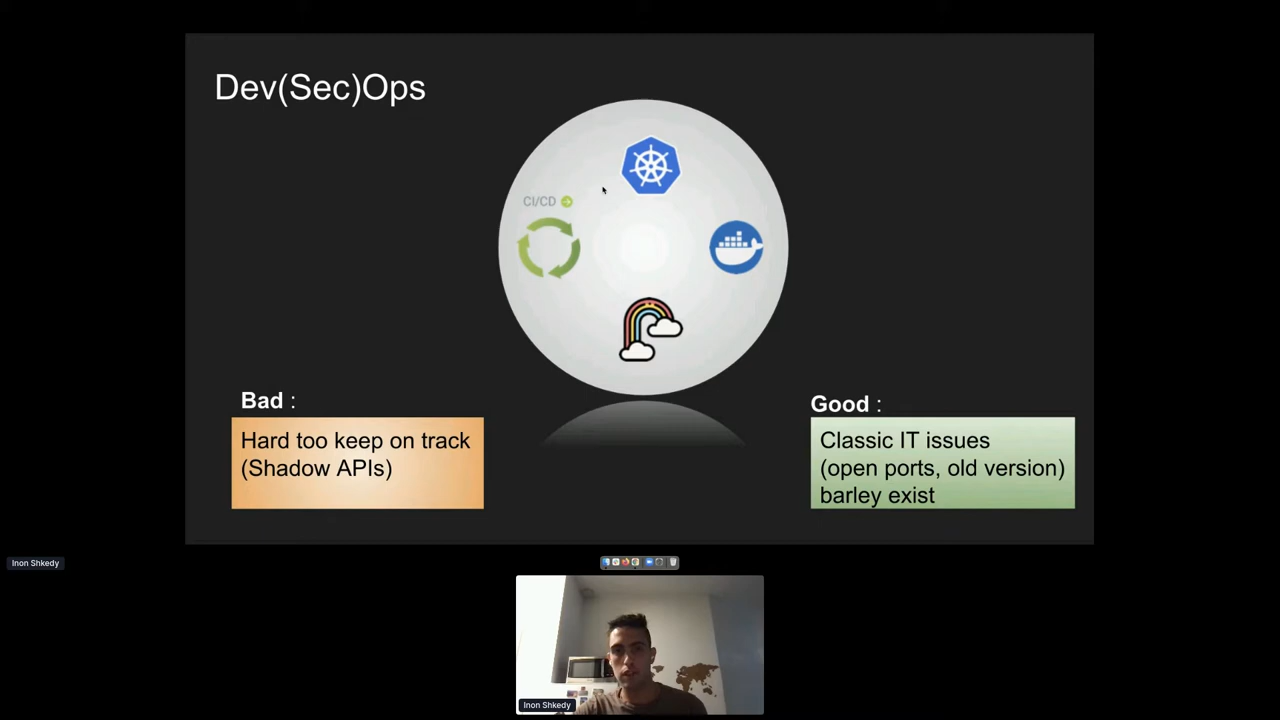 Dev(Sec)Ops
CI/CD
Bad :
Hard too keep on track
(Shadow APIs)
Good :
Classic IT issues
(open ports, old version)
barley exist
Inon Shkedy
Inon Shkedy